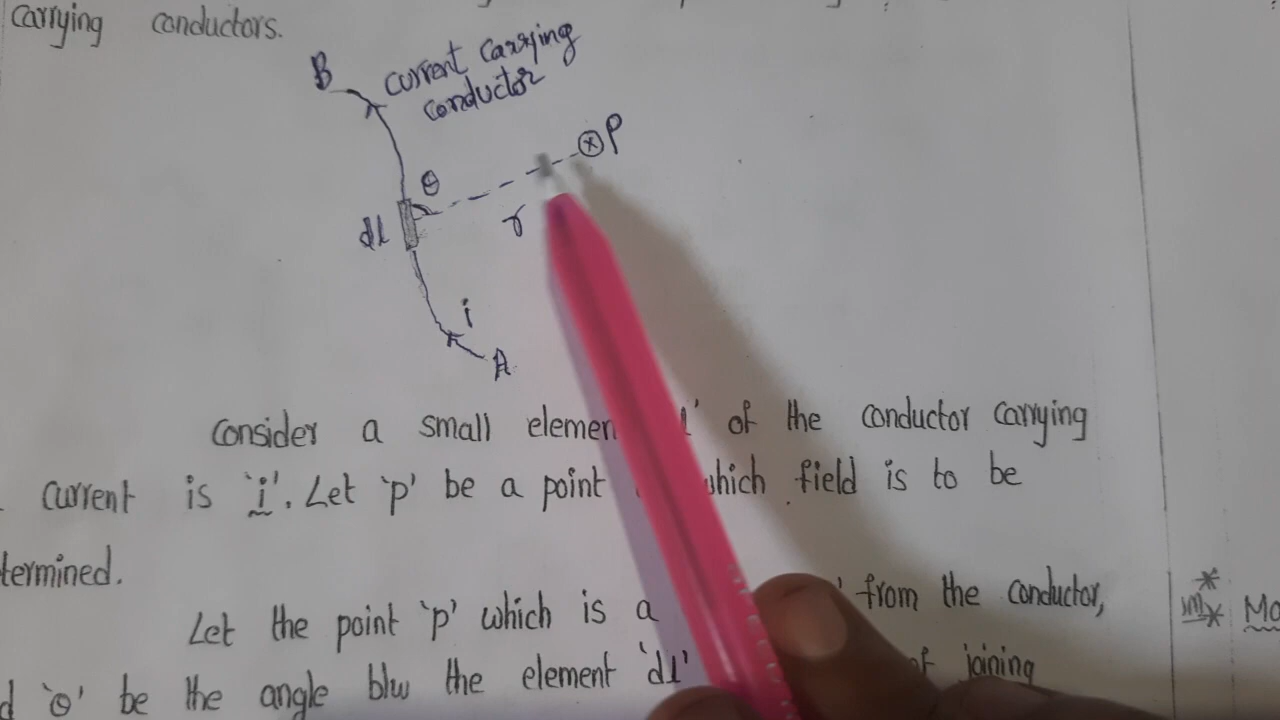 carrying conductors.
B
current carrying
conductor
P
θ
r
dl
i
A
Consider a small elemen l' of the conductor carrying
current is 'i'. Let 'p' be a point which field is to be
termined.
Let the point 'p' which is a ' from the conductor,
d 'θ' be the angle blw the element 'dl' of joining
m
Mo